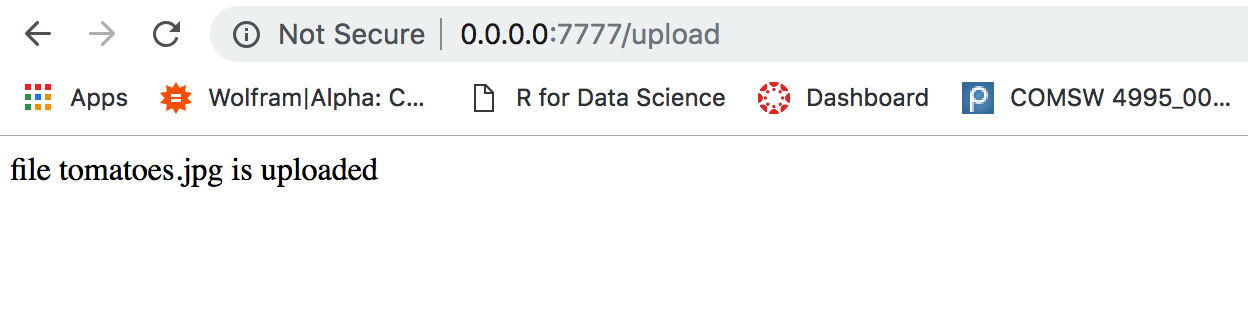 Not Secure | 0.0.0.0:7777/upload
Apps Wolfram|Alpha: C... R for Data Science Dashboard COMSW 4995_00...
file tomatoes.jpg is uploaded